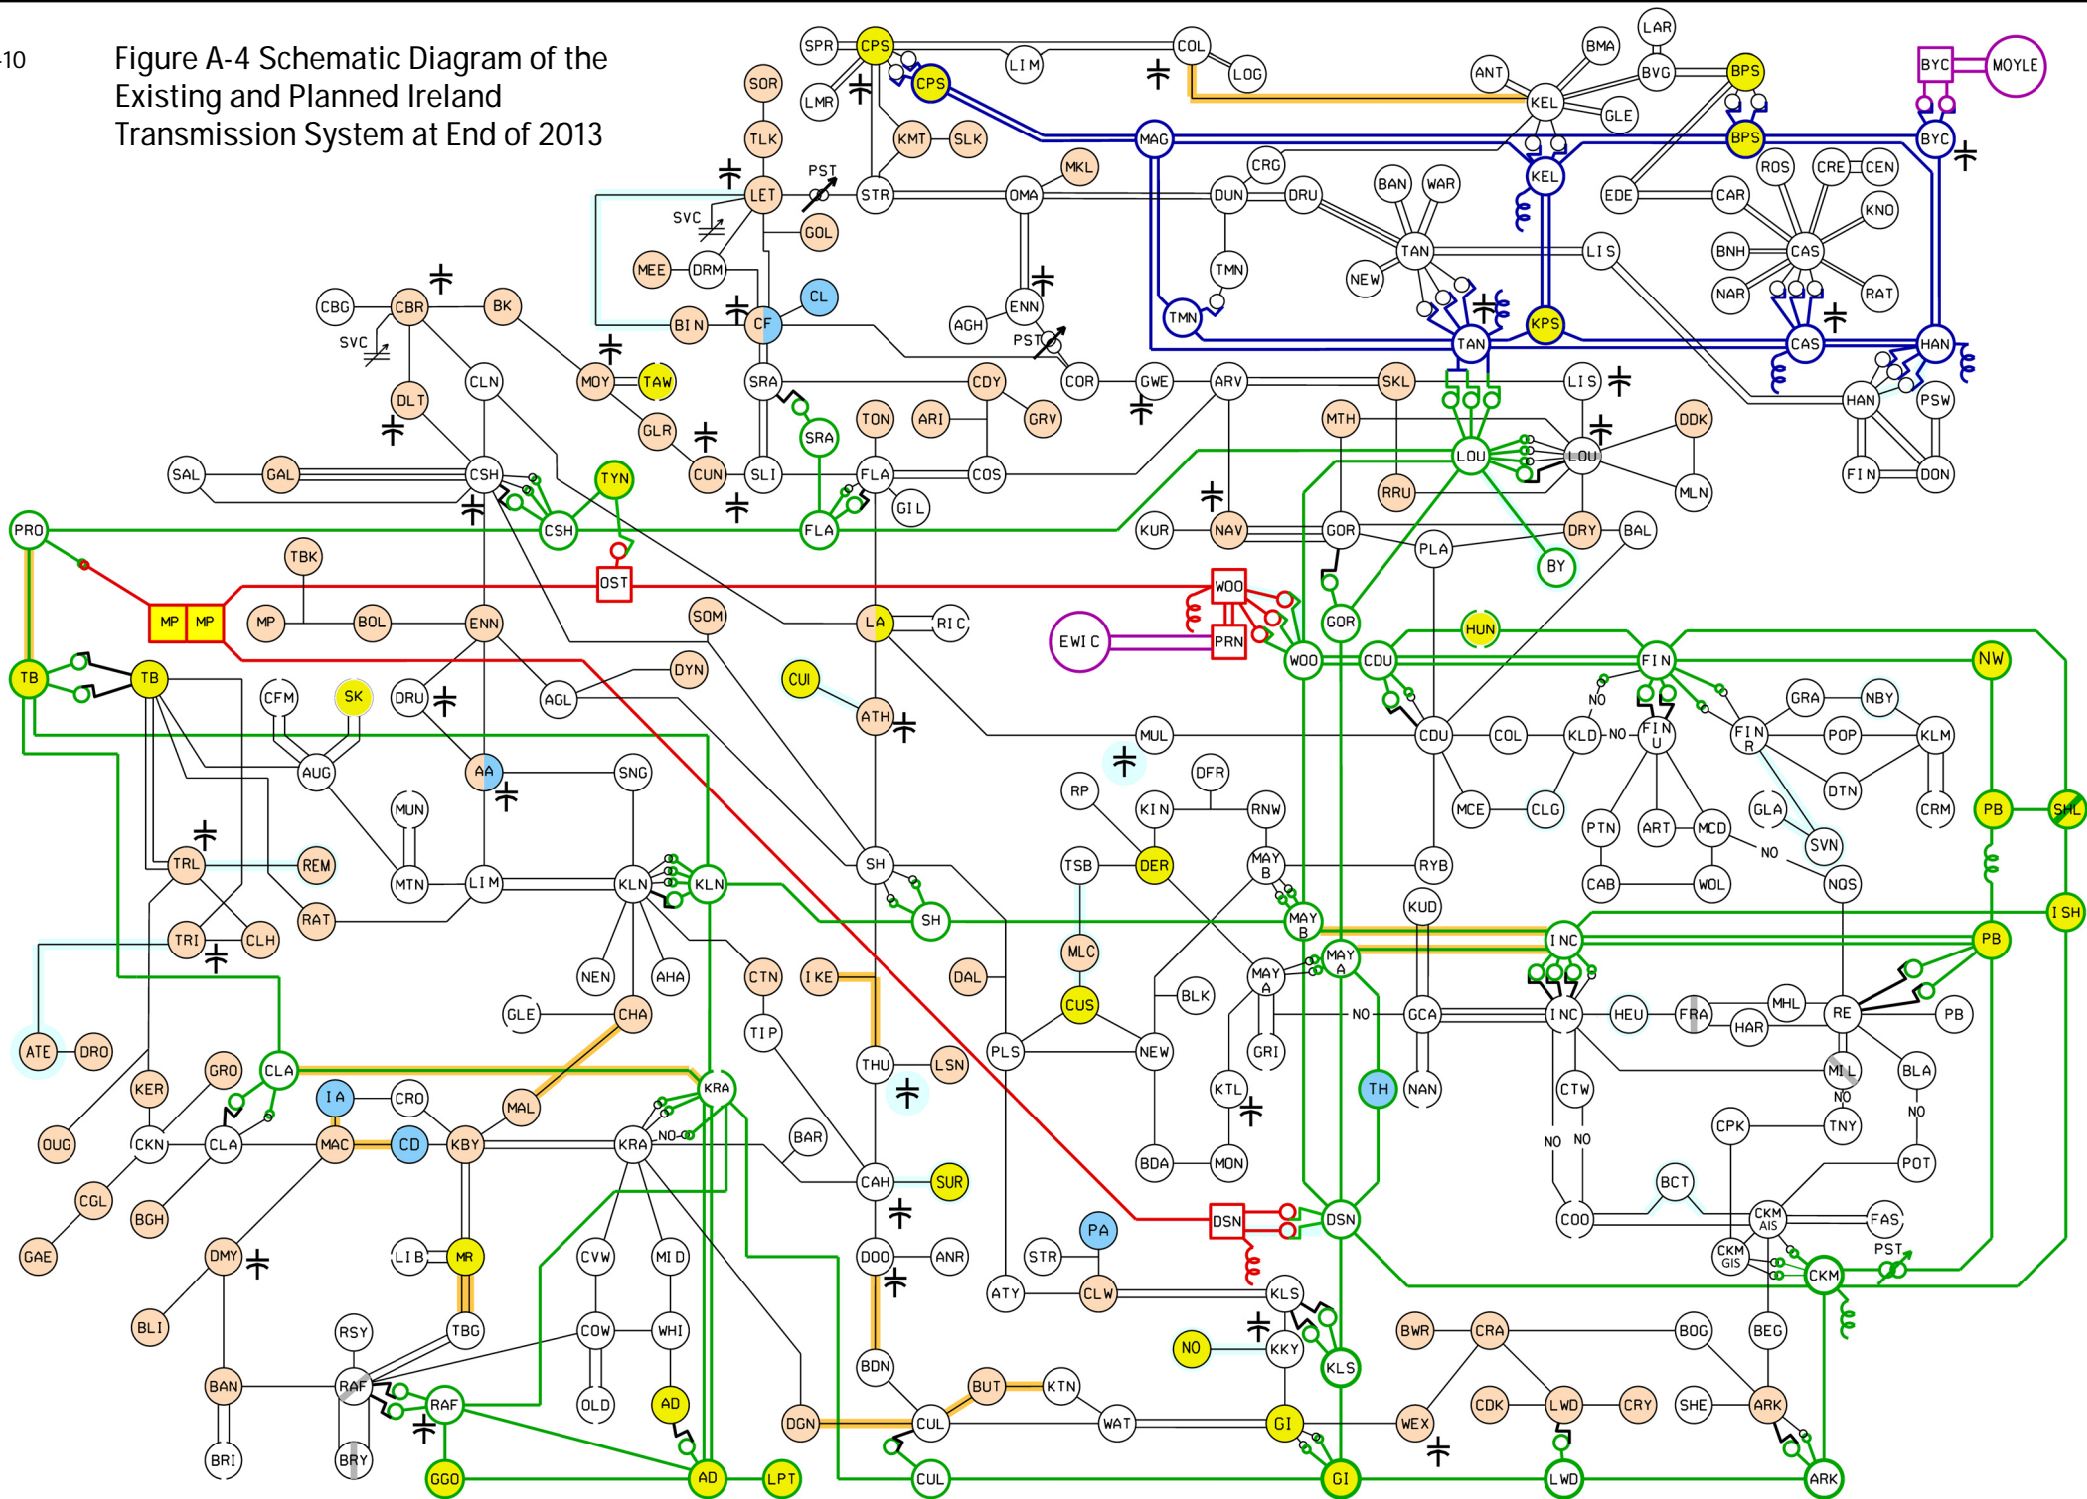 -10
Figure A-4 Schematic Diagram of the
Existing and Planned Ireland
Transmission System at End of 2013
SPR CPS LIM COL LOG LAR BMA
ANT BVG BPS BYC MOYLE
SOR LMR CPS KEL GLE
TLK KMT SLK MAG BPS BYC
PST MKL CRG KEL ROS CRE CEN
LET STR OMA DUN DRU BAN WAR EDE CAR KNO
SVC GOL
MEE DRM TMN TAN LIS BNH CAS
NEW NAR RAT
CBG CBR BK CL ENN
BIN CF AGH TMN KPS
SVC PST TAN CAS HAN
CLN MOY TAW SRA CDY COR GWE ARV SKL LIS
DLT HAN PSW
GLR SRA TON ARI GRV MTH DDK
SAL GAL CSH TYN CUN SLI FLA COS LOU LOU FIN DON
GIL RRU MLN
PRO CSH FLA KUR NAV GOR PLA DRY BAL
TBK BY
OST WOO
MP MP MP BOL ENN SOM LA RIC EWIC PRN GOR HUN
TB TB DYN CUI WOO CDU FIN NW
CFM SK DRU AGL ATH NO GRA NBY
MUL CDU COL KLD NO FIN U FIN R POP KLM
AUG AA SNG DFR
MUN RP KIN RNW MCE CLG GLA DTN CRM PB SHL
PTN ART MCD
TRL REM SH TSB DER MAY B RYB NO SVN
MTN LIM KLN KLN CAB WOL NQS
RAT SH KUD ISH
TRI CLH MAY B INC PB
MLC MAY A
NEN AHA CTN IKE DAL MAY A
CUS BLK
GLE CHA NO GCA INC HEU FRA MHL RE PB
TIP HAR
ATE DRO THU LSN PLS NEW GRI
CLA GRO MIL BLA
KER KRA KTL TH NAN CTW
IA CRO NO
MAL NO
OUG CKN CLA MAC CD KBY KRA NO BAR CPK TNY
NO NO
BDA MON POT
CAH SUR BCT
CGL
BGH DSN DSN COO CKM AIS FAS
PA
GAE DMY LIB MR CVW MID DOO ANR STR CKM GIS PST
CKM
ATY CLW KLS
BLI RSY TBG COW WHI BWR CRA BOG BEG
NO KKY
BDN KLS
BAN RAF BUT KTN
RAF OLD AD CDK LWD CRY SHE ARK
DGN CUL WAT GI WEX
BRI BRY
GGO AD LPT CUL GI LWD ARK